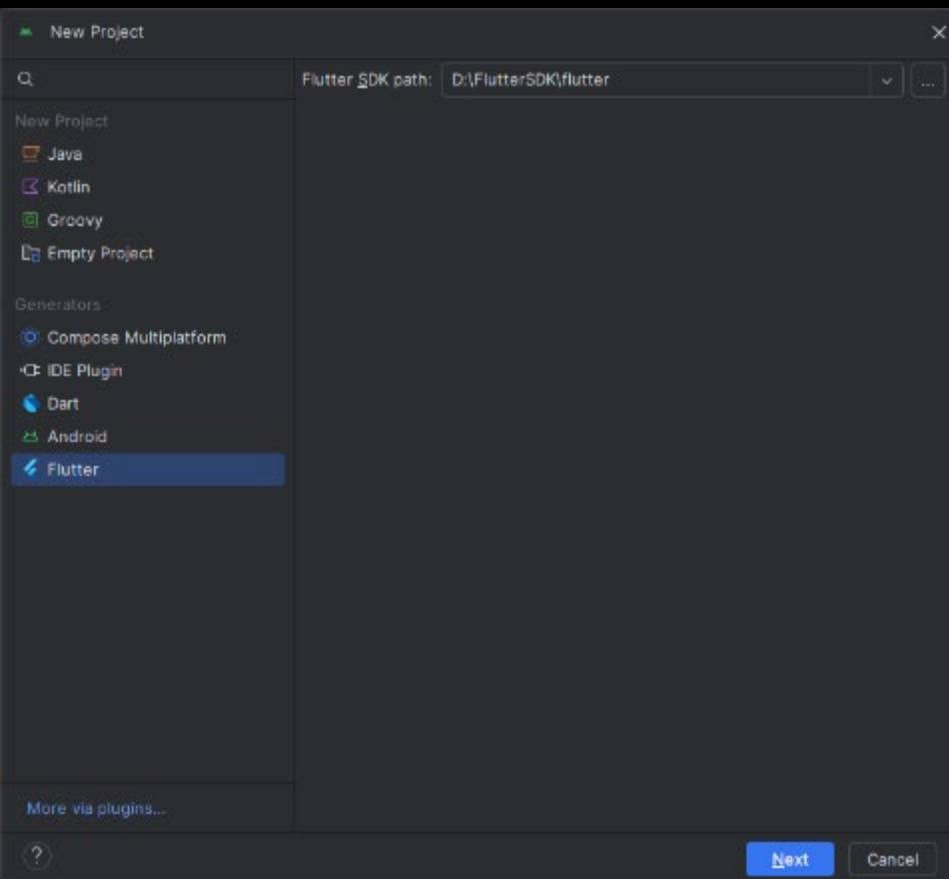 New Project
Flutter SDK path: D:\FlutterSDK\flutter ...
New Project
Java
Kotlin
Groovy
Empty Project
Generators
Compose Multiplatform
IDE Plugin
Dart
Android
Flutter
More via plugins...
? Next Cancel